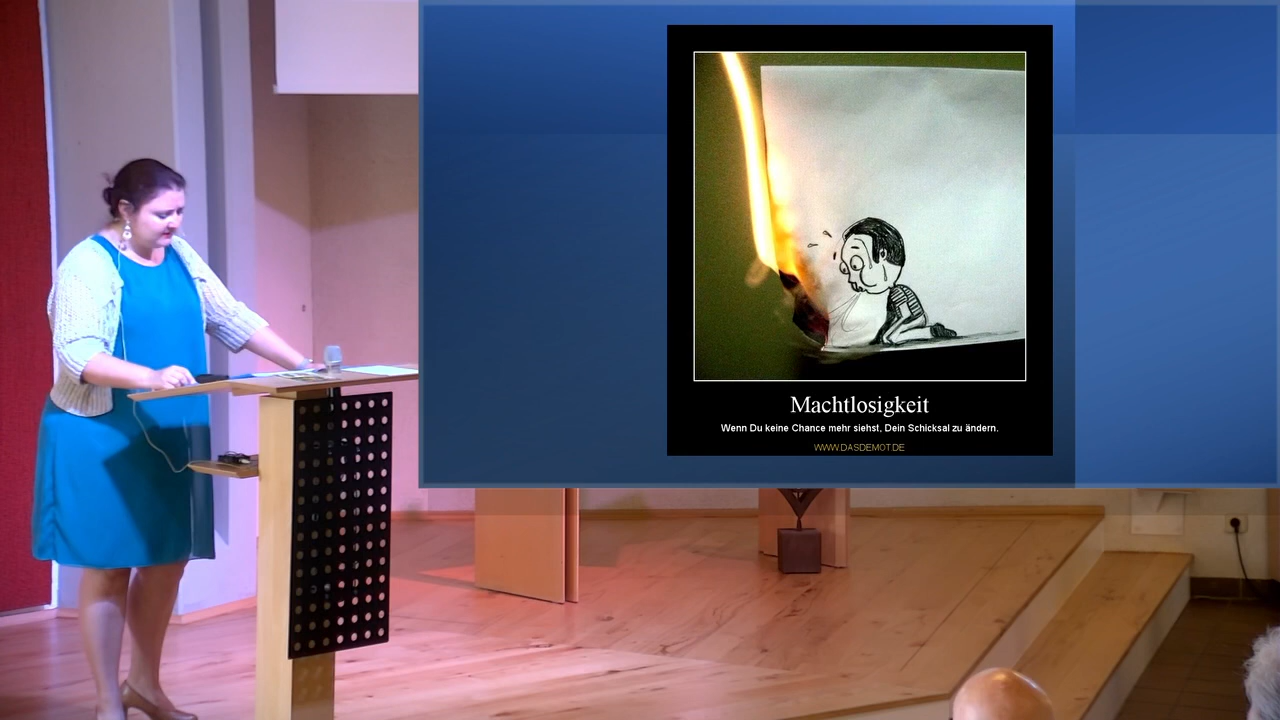 Machtlosigkeit
Wenn Du keine Chance mehr siehst, Dein Schicksal zu ändern.
WWW.DASDEMOT.DE